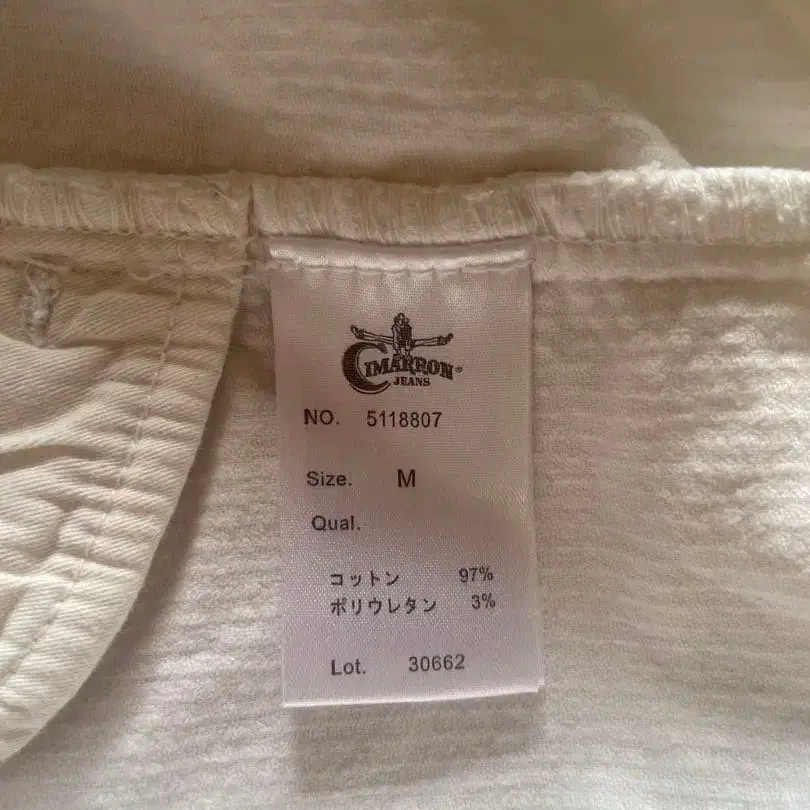 CIMARRON®
JEANS
NO. 5118807
Size. M
Qual.
コットン 97%
ポリウレタン 3%
Lot. 30662